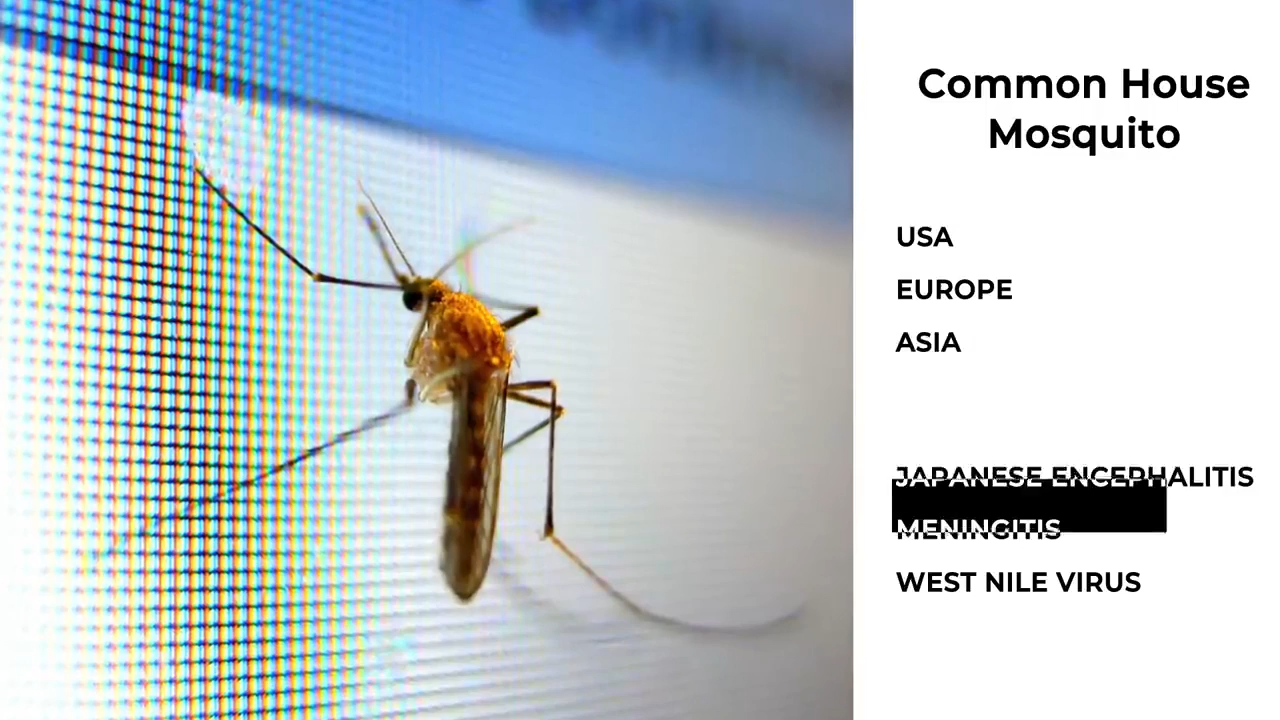 Common House
Mosquito
USA
EUROPE
ASIA
JAPANESE ENCEPHALITIS
MENINGITIS
WEST NILE VIRUS